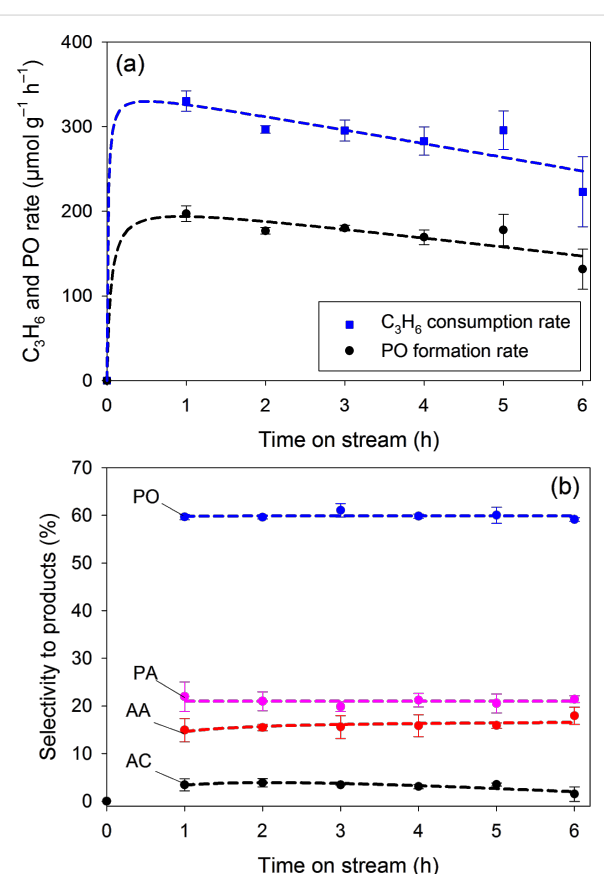 (a)
C₃H₆ and PO rate (µmol g⁻¹ h⁻¹)
400
300
200
100
0
C₃H₆ consumption rate
PO formation rate
0 1 2 3 4 5 6
Time on stream (h)
(b)
Selectivity to products (%)
70
60
50
40
30
20
10
0
PO
PA
AA
AC
0 1 2 3 4 5 6
Time on stream (h)